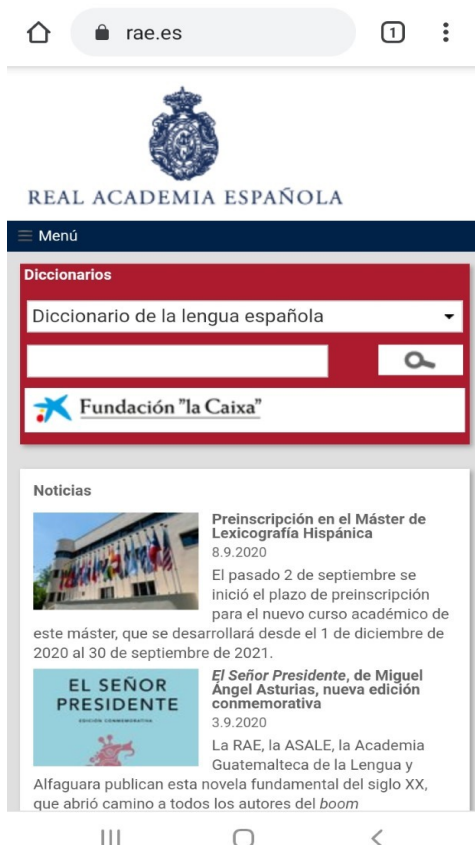 rae.es
1
REAL ACADEMIA ESPAÑOLA
Menú
Diccionarios
Diccionario de la lengua española
Fundación "la Caixa"
Noticias
Preinscripción en el Máster de
Lexicografía Hispánica
8.9.2020
El pasado 2 de septiembre se
inició el plazo de preinscripción
para el nuevo curso académico de
este máster, que se desarrollará desde el 1 de diciembre de
2020 al 30 de septiembre de 2021.
EL SEÑOR
PRESIDENTE
EDICIÓN CONMEMORATIVA
El Señor Presidente, de Miguel
Ángel Asturias, nueva edición
conmemorativa
3.9.2020
La RAE, la ASALE, la Academia
Guatemalteca de la Lengua y
Alfaguara publican esta novela fundamental del siglo XX,
que abrió camino a todos los autores del boom